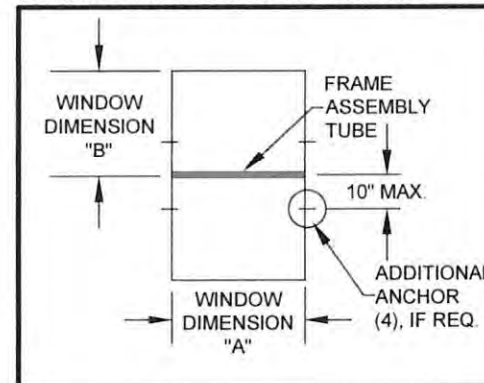 WINDOW
DIMENSION
"B"
FRAME
ASSEMBLY
TUBE
10" MAX.
ADDITIONAL
ANCHOR
(4), IF REQ.
WINDOW
DIMENSION
"A"